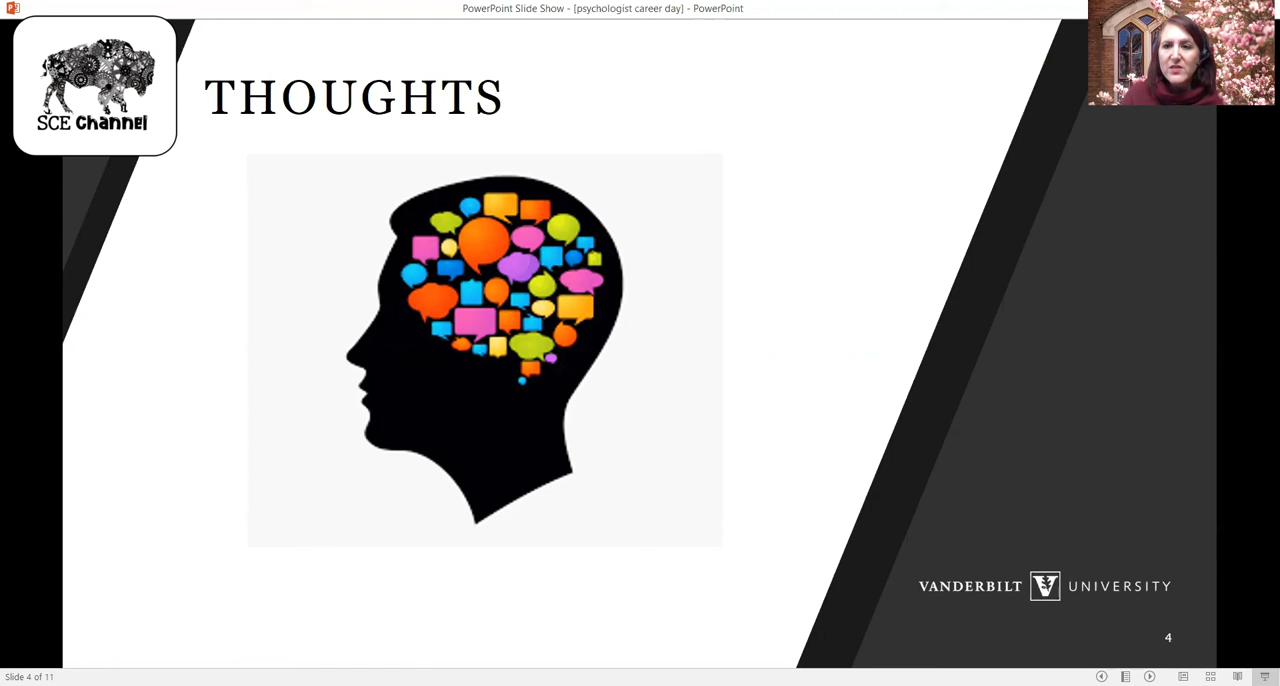 PowerPoint Slide Show - [psychologist career day] - PowerPoint
SCE Channel
THOUGHTS
VANDERBILT V UNIVERSITY
4
Slide 4 of 11